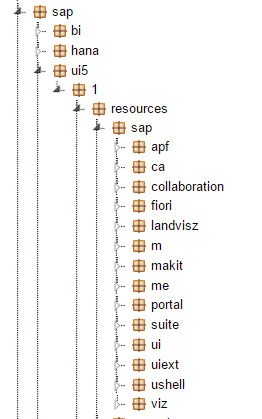 sap
bi
hana
ui5
1
resources
sap
apf
ca
collaboration
fiori
landvisz
m
makit
me
portal
suite
ui
uiext
ushell
viz